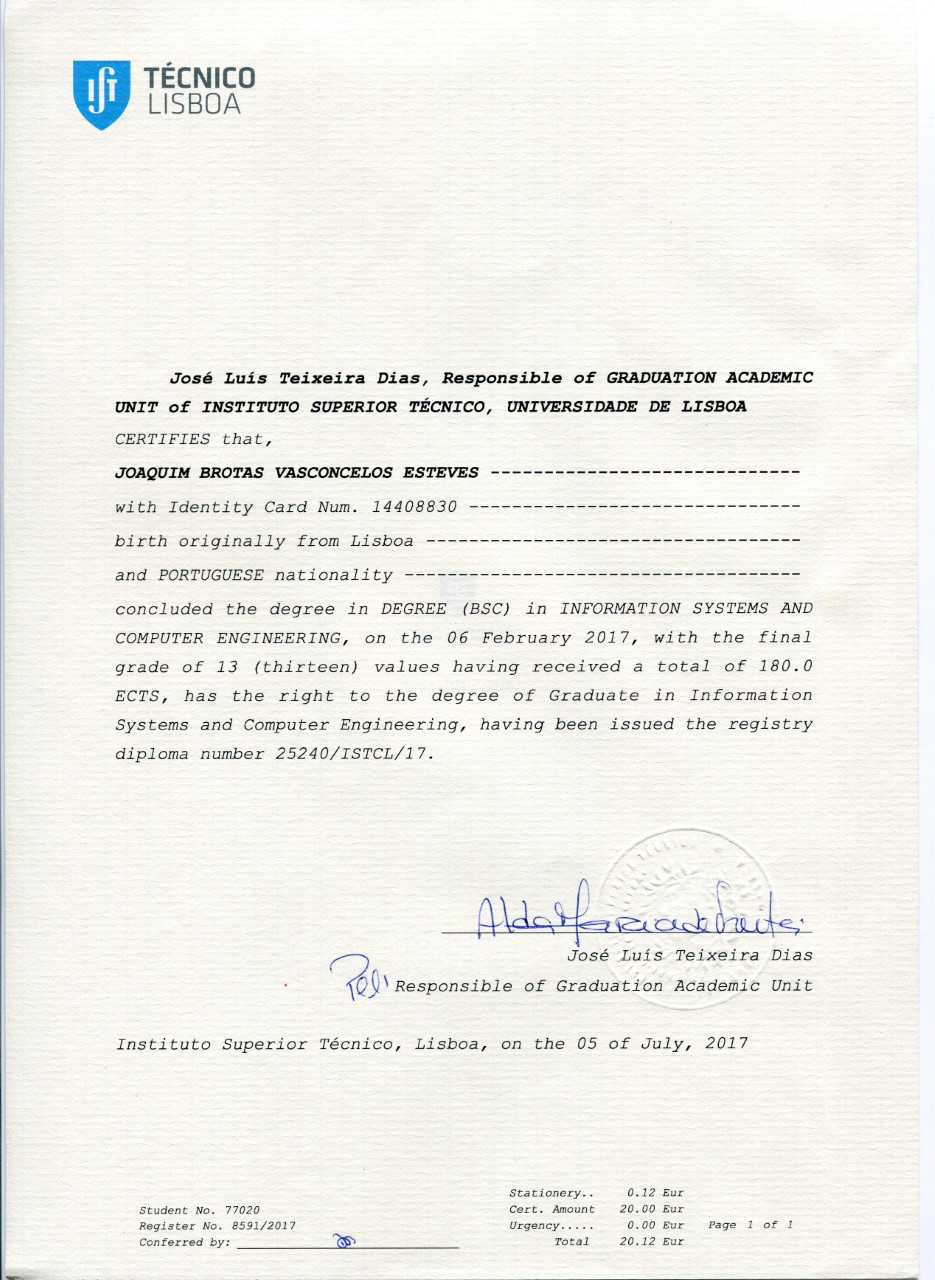 TÉCNICO
LISBOA
José Luís Teixeira Dias, Responsible of GRADUATION ACADEMIC
UNIT of INSTITUTO SUPERIOR TÉCNICO, UNIVERSIDADE DE LISBOA
CERTIFIES that,
JOAQUIM BROTAS VASCONCELOS ESTEVES -----------------------------
with Identity Card Num. 14408830 -------------------------------
birth originally from Lisboa -----------------------------------
and PORTUGUESE nationality -------------------------------------
concluded the degree in DEGREE (BSC) in INFORMATION SYSTEMS AND
COMPUTER ENGINEERING, on the 06 February 2017, with the final
grade of 13 (thirteen) values having received a total of 180.0
ECTS, has the right to the degree of Graduate in Information
Systems and Computer Engineering, having been issued the registry
diploma number 25240/ISTCL/17.
José Luís Teixeira Dias
Responsible of Graduation Academic Unit
Instituto Superior Técnico, Lisboa, on the 05 of July, 2017
Student No. 77020
Register No. 8591/2017
Conferred by:
Stationery.. 0.12 Eur
Cert. Amount 20.00 Eur
Urgency..... 0.00 Eur
Total 20.12 Eur
Page 1 of 1